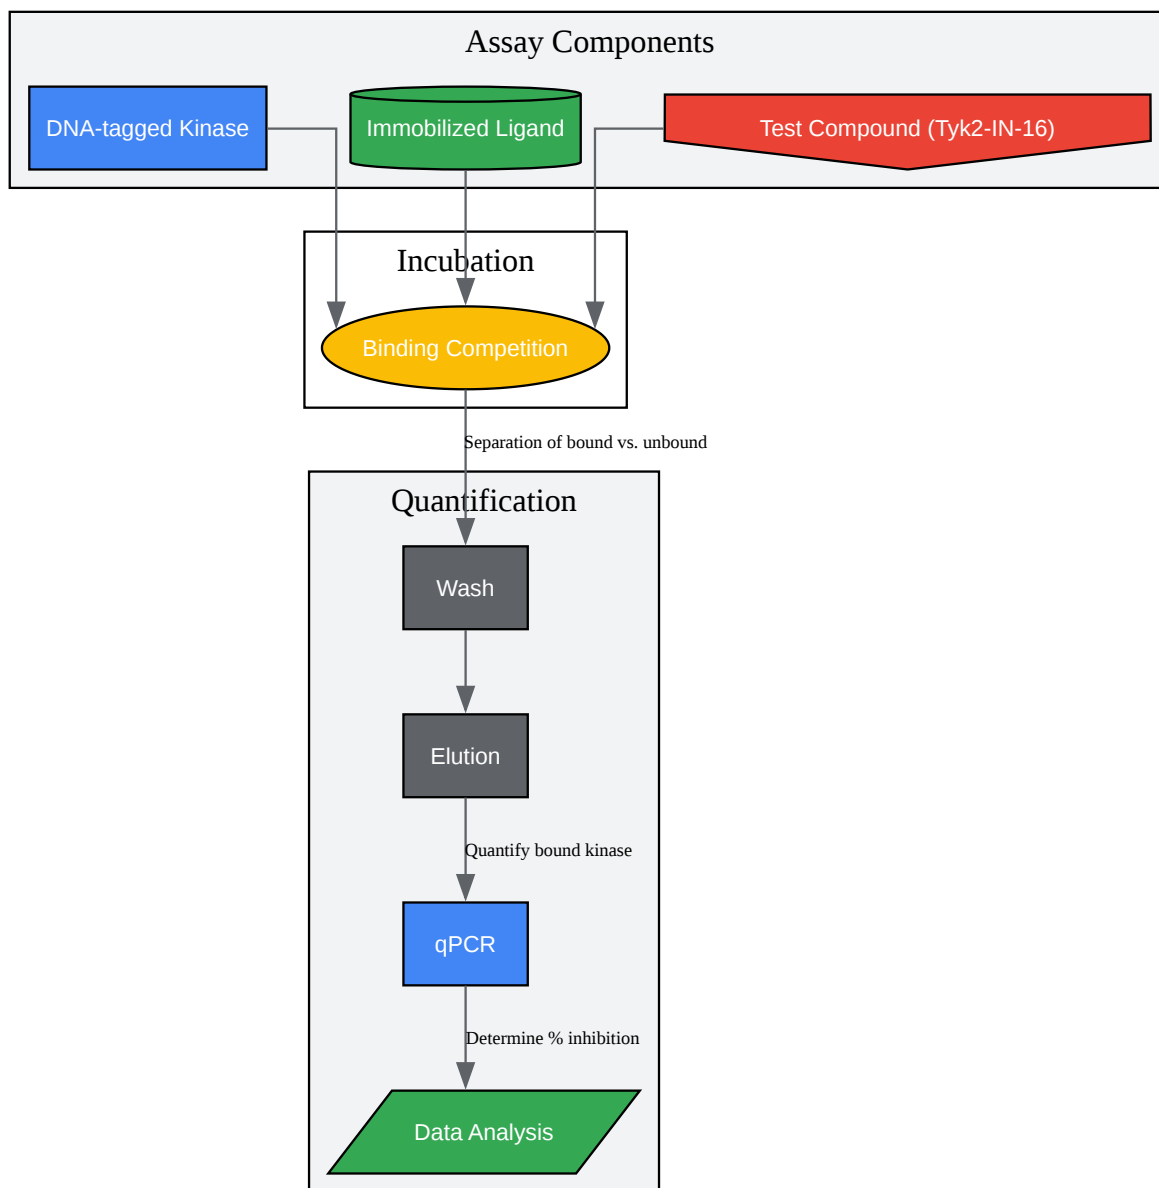 Assay Components
DNA-tagged Kinase
Immobilized Ligand
Test Compound (Tyk2-IN-16)
Incubation
Binding Competition
Separation of bound vs. unbound
Quantification
Wash
Elution
Quantify bound kinase
qPCR
Determine % inhibition
Data Analysis